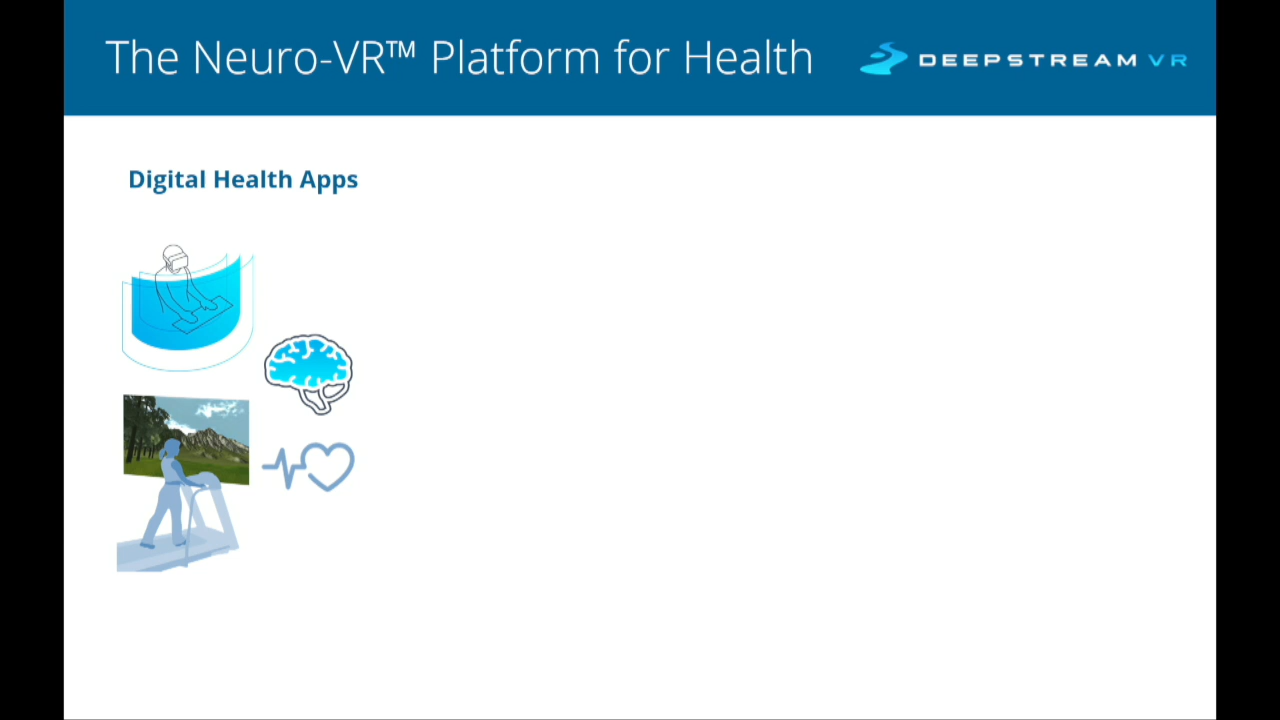 The Neuro-VR™ Platform for Health
DEEPSTREAM VR
Digital Health Apps